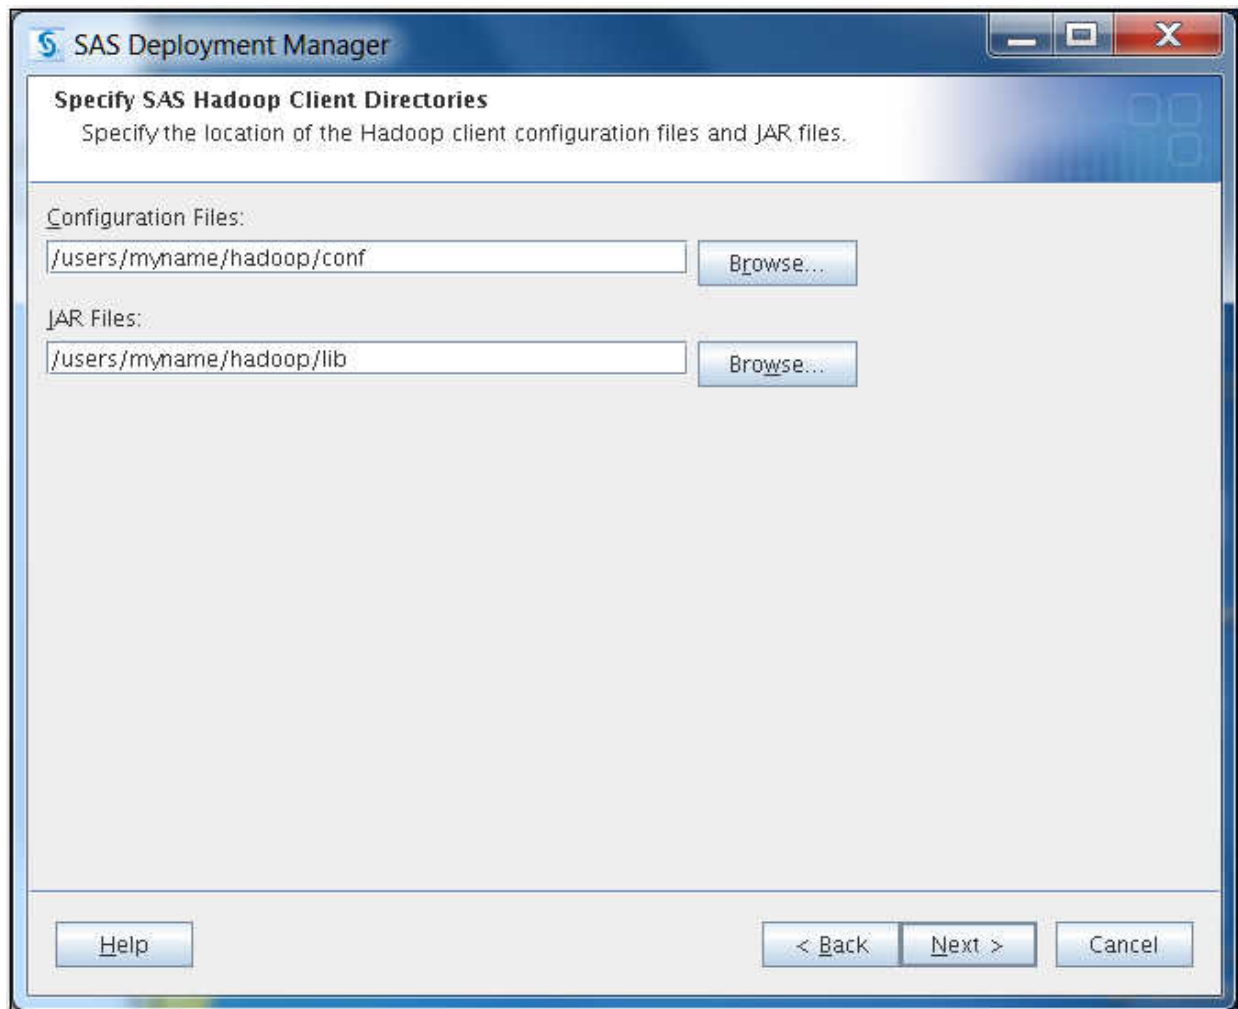 SAS Deployment Manager
Specify SAS Hadoop Client Directories
Specify the location of the Hadoop client configuration files and JAR files.
Configuration Files:
/users/myname/hadoop/conf
Browse...
JAR Files:
/users/myname/hadoop/lib
Browse...
Help
< Back
Next >
Cancel